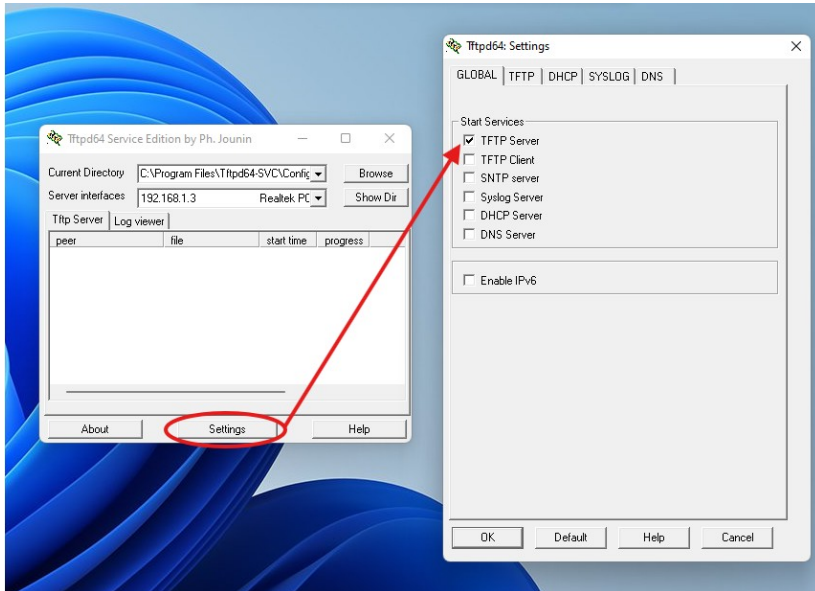 Tftpd64 Service Edition by Ph. Jounin
Current Directory C:\Program Files\Tftpd64-SVC\Config Browse
Server interfaces 192.168.1.3 Realtek PC Show Dir
Tftp Server Log viewer
peer file start time progress
About Settings Help
Tftpd64: Settings
GLOBAL TFTP DHCP SYSLOG DNS
Start Services
TFTP Server
TFTP Client
SNTP server
Syslog Server
DHCP Server
DNS Server
Enable IPv6
OK Default Help Cancel